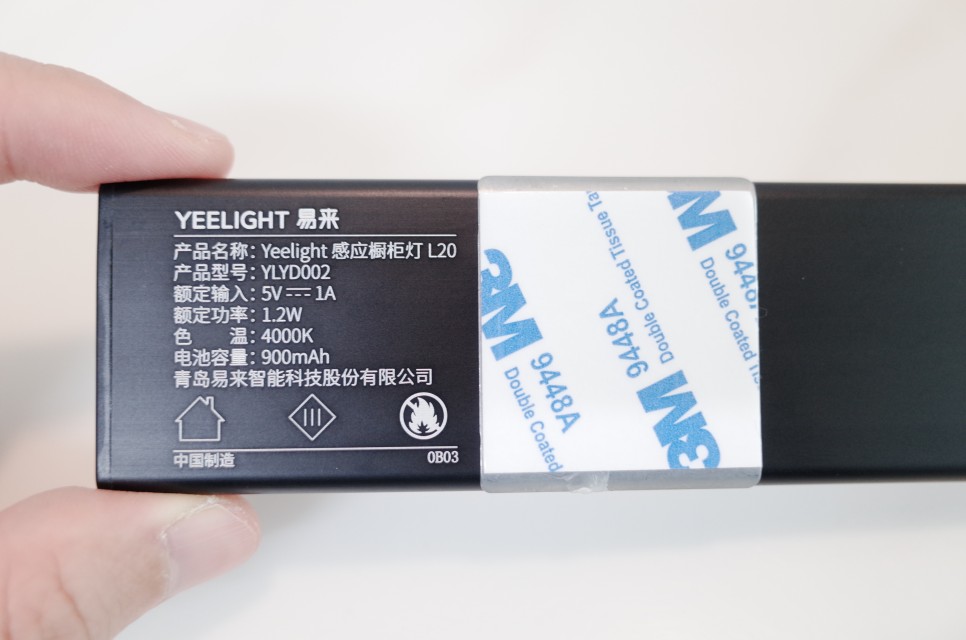 YEELIGHT 易来
产品名称：Yeelight 感应橱柜灯 L20
产品型号：YLYD002
额定输入：5V⎓1A
额定功率：1.2W
色 温：4000K
电池容量：900mAh
青岛易来智能科技股份有限公司
中国制造
0B03
3M 9448A
Double Coated
3M 9448A
Double Coated Tissue Ta
3M 9448A
Double Coated Tis